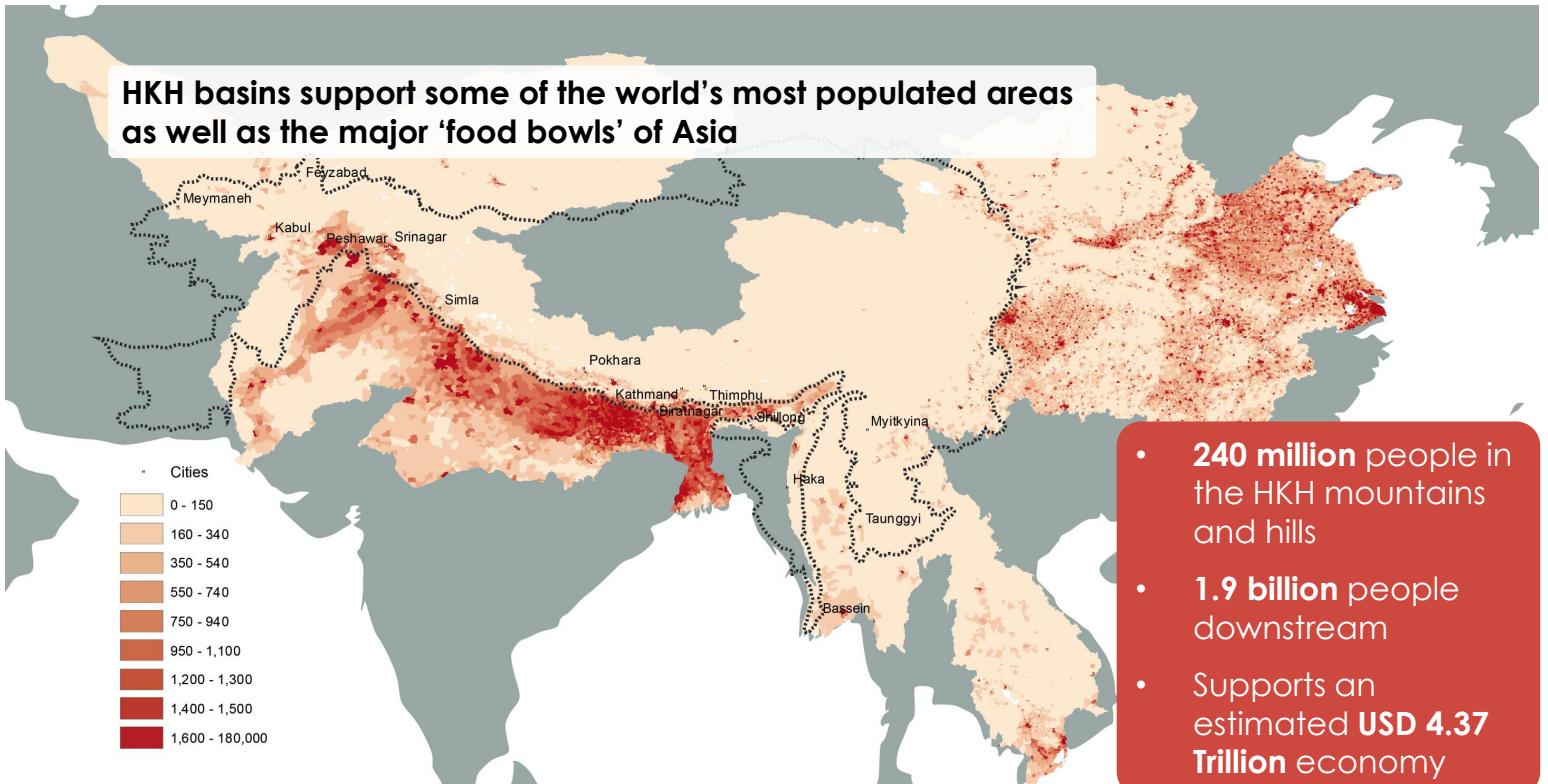 HKH basins support some of the world’s most populated areas
as well as the major ‘food bowls’ of Asia
Feyzabad
Meymaneh
Kabul
Peshawar
Srinagar
Simla
Pokhara
Kathmand
Thimphu
Biratnagar
Shillong
Myitkyina
Haka
Taunggyi
Bassein
Cities
0 - 150
160 - 340
350 - 540
550 - 740
750 - 940
950 - 1,100
1,200 - 1,300
1,400 - 1,500
1,600 - 180,000
• 240 million people in
the HKH mountains
and hills
• 1.9 billion people
downstream
• Supports an
estimated USD 4.37
Trillion economy